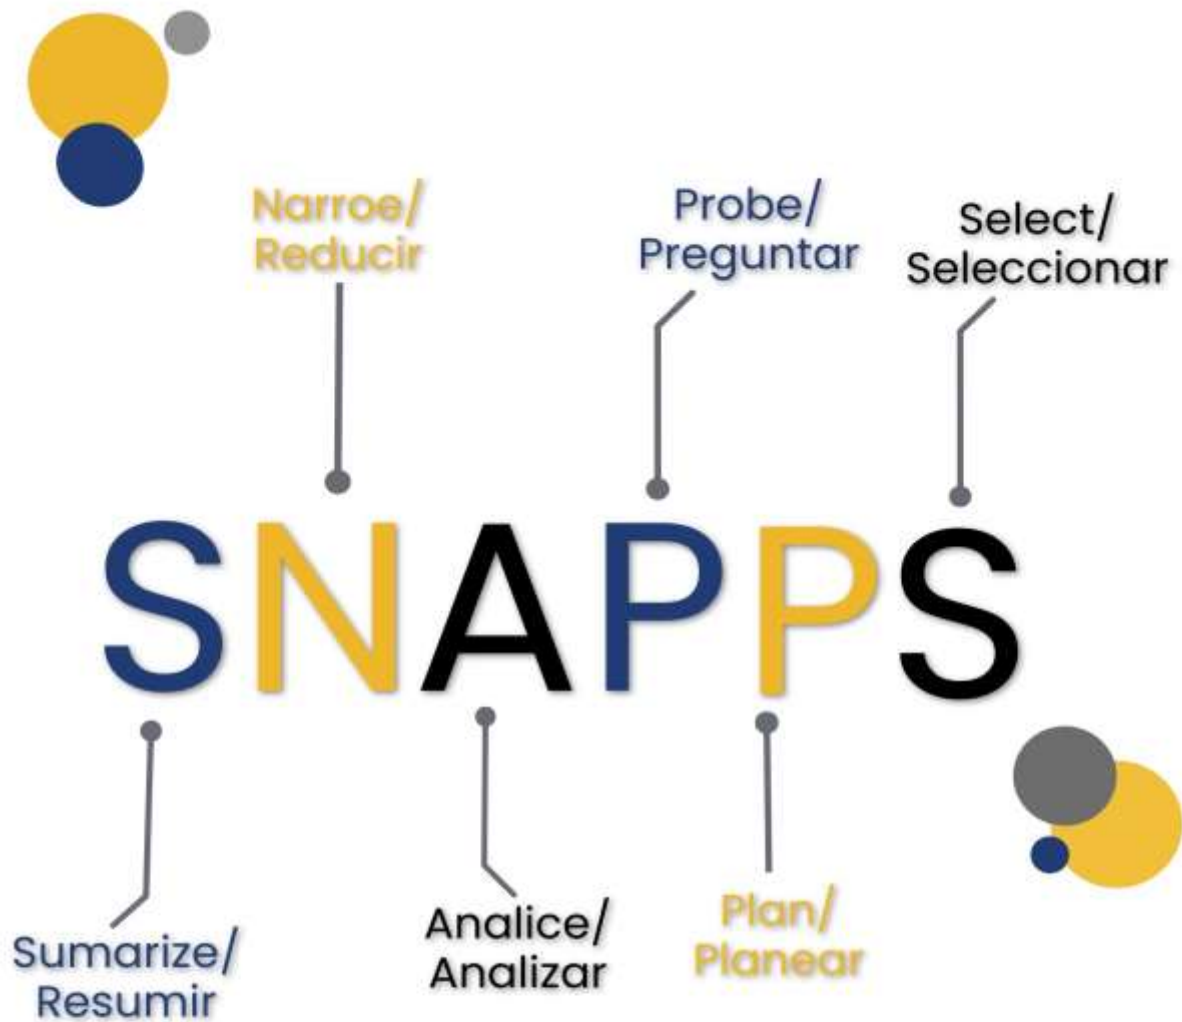 Narroe/
Reducir
Probe/
Preguntar
Select/
Seleccionar
SNAPPS
Sumarize/
Resumir
Analice/
Analizar
Plan/
Planear